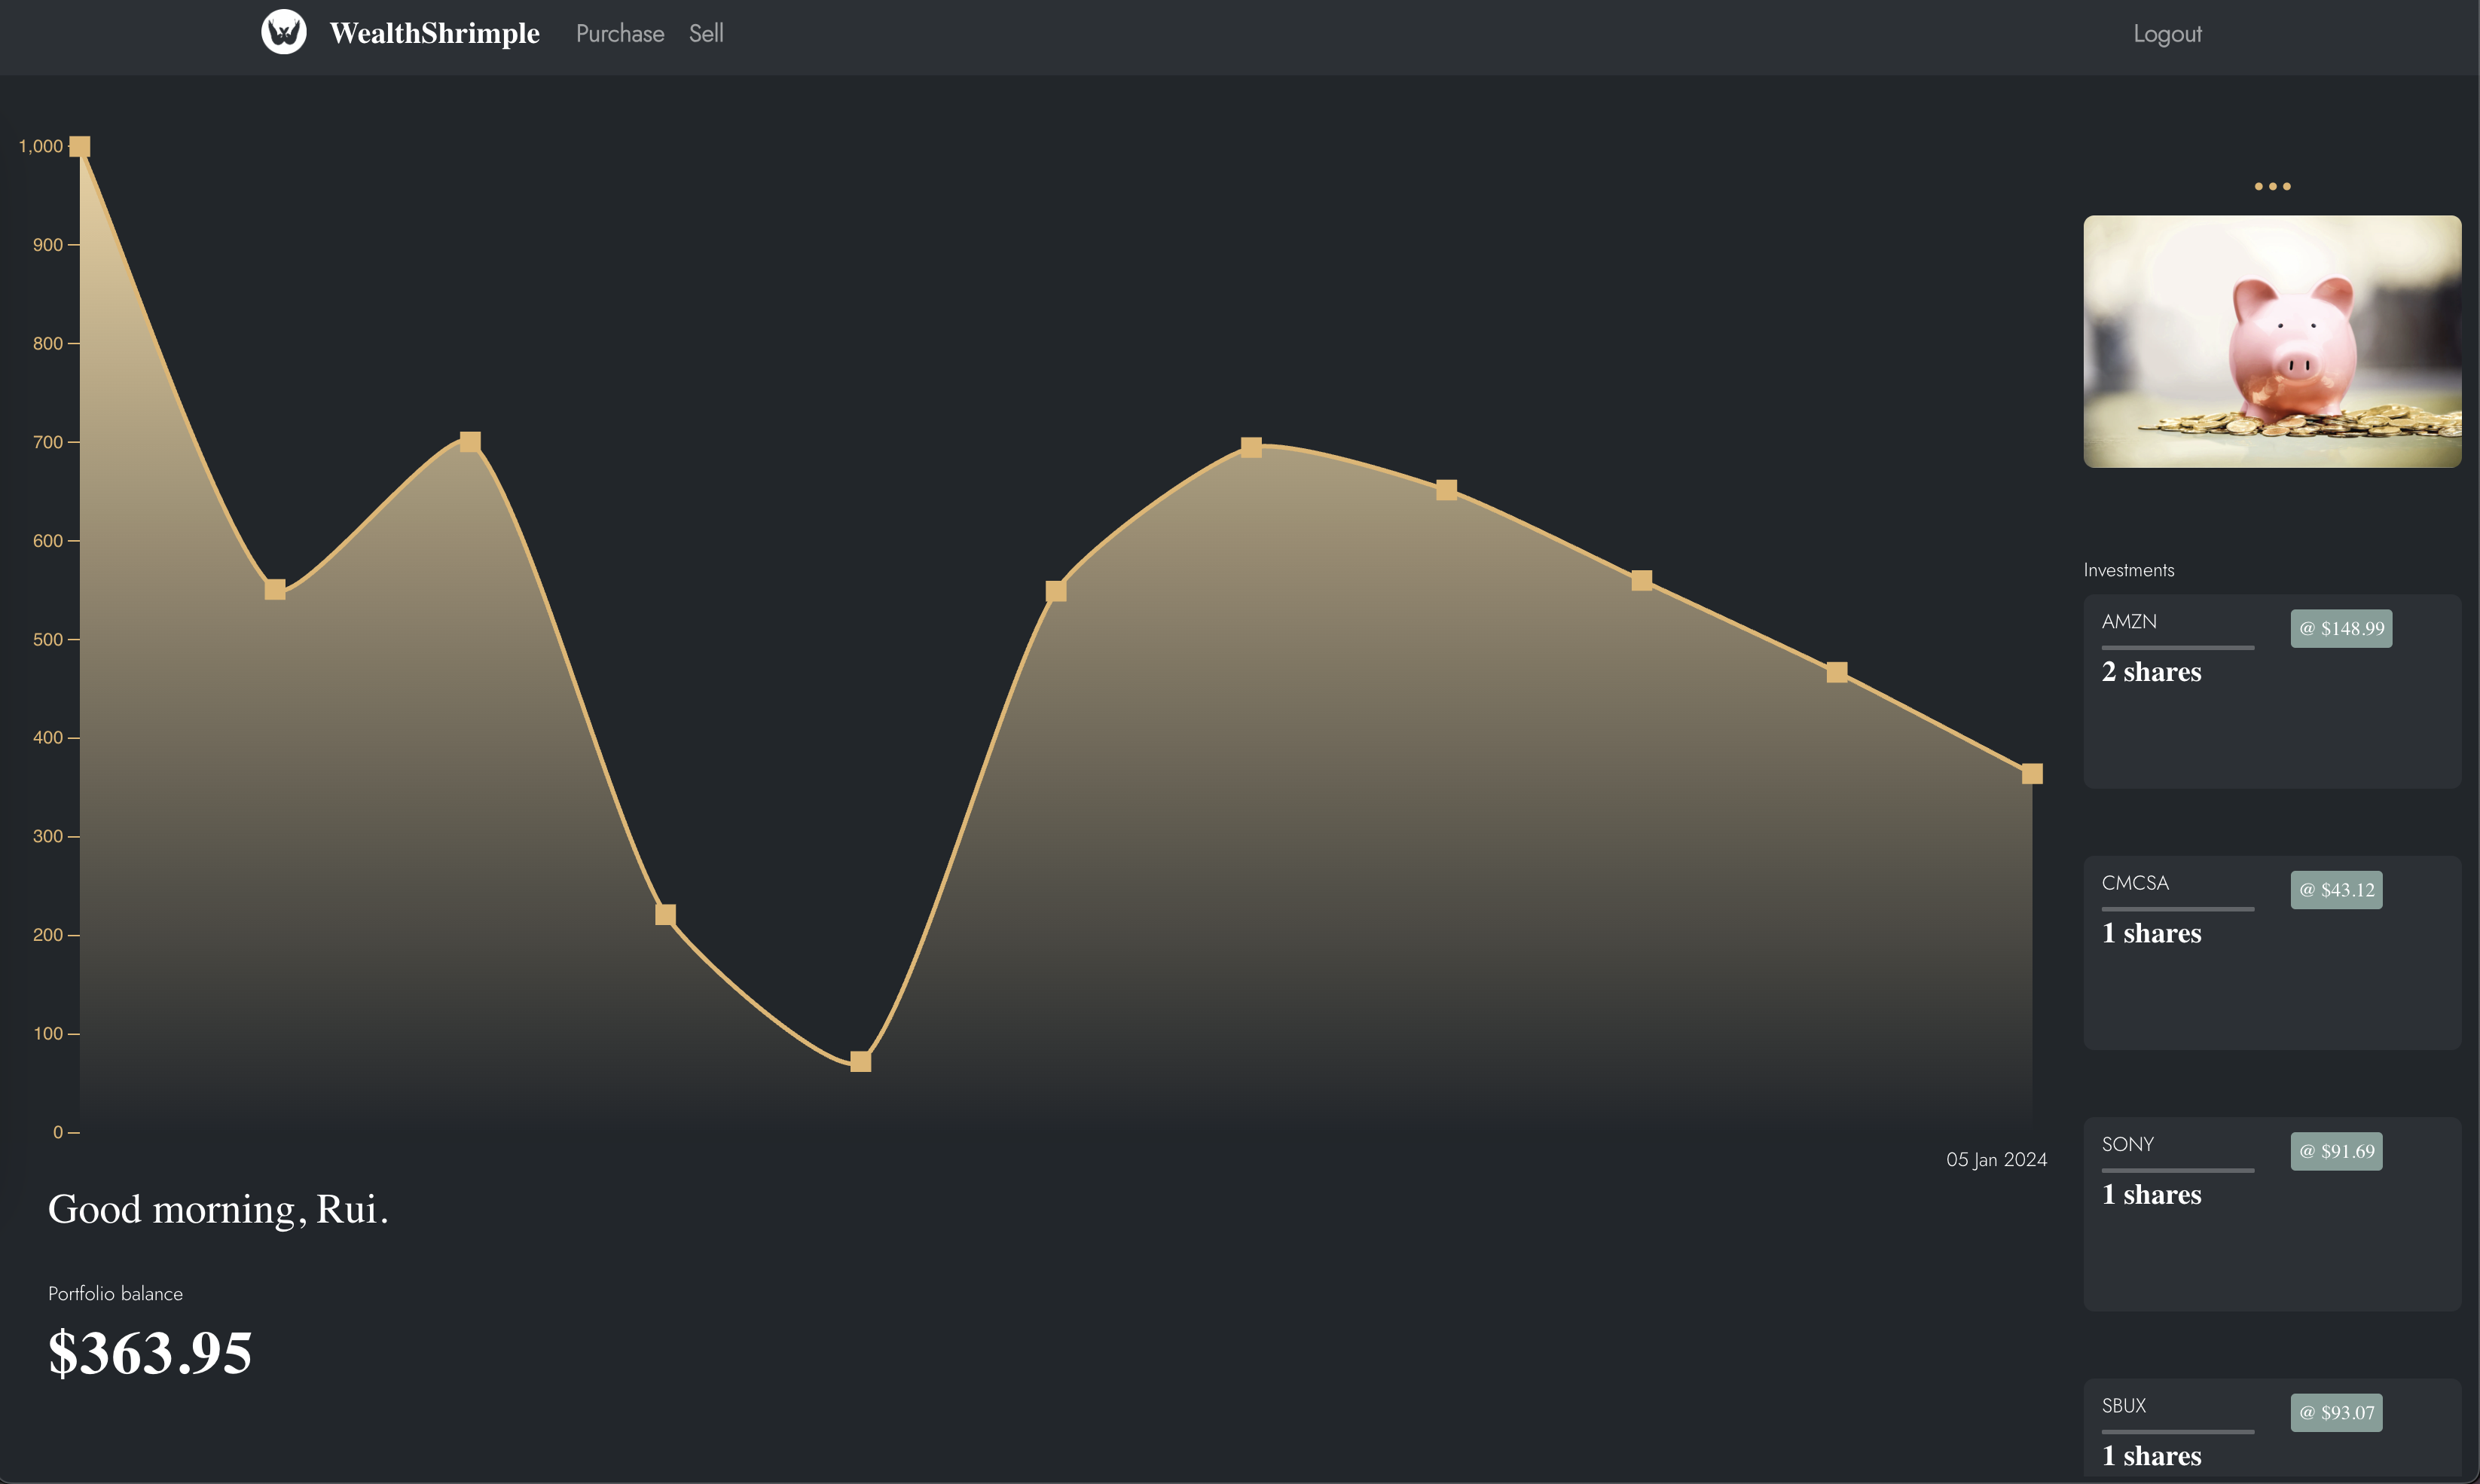 WealthShrimple Purchase Sell Logout
1,000
900
800
700
600
500
400
300
200
100
0
05 Jan 2024
Good morning, Rui.
Portfolio balance
$363.95
Investments
AMZN @ $148.99
2 shares
CMCSA @ $43.12
1 shares
SONY @ $91.69
1 shares
SBUX @ $93.07
1 shares